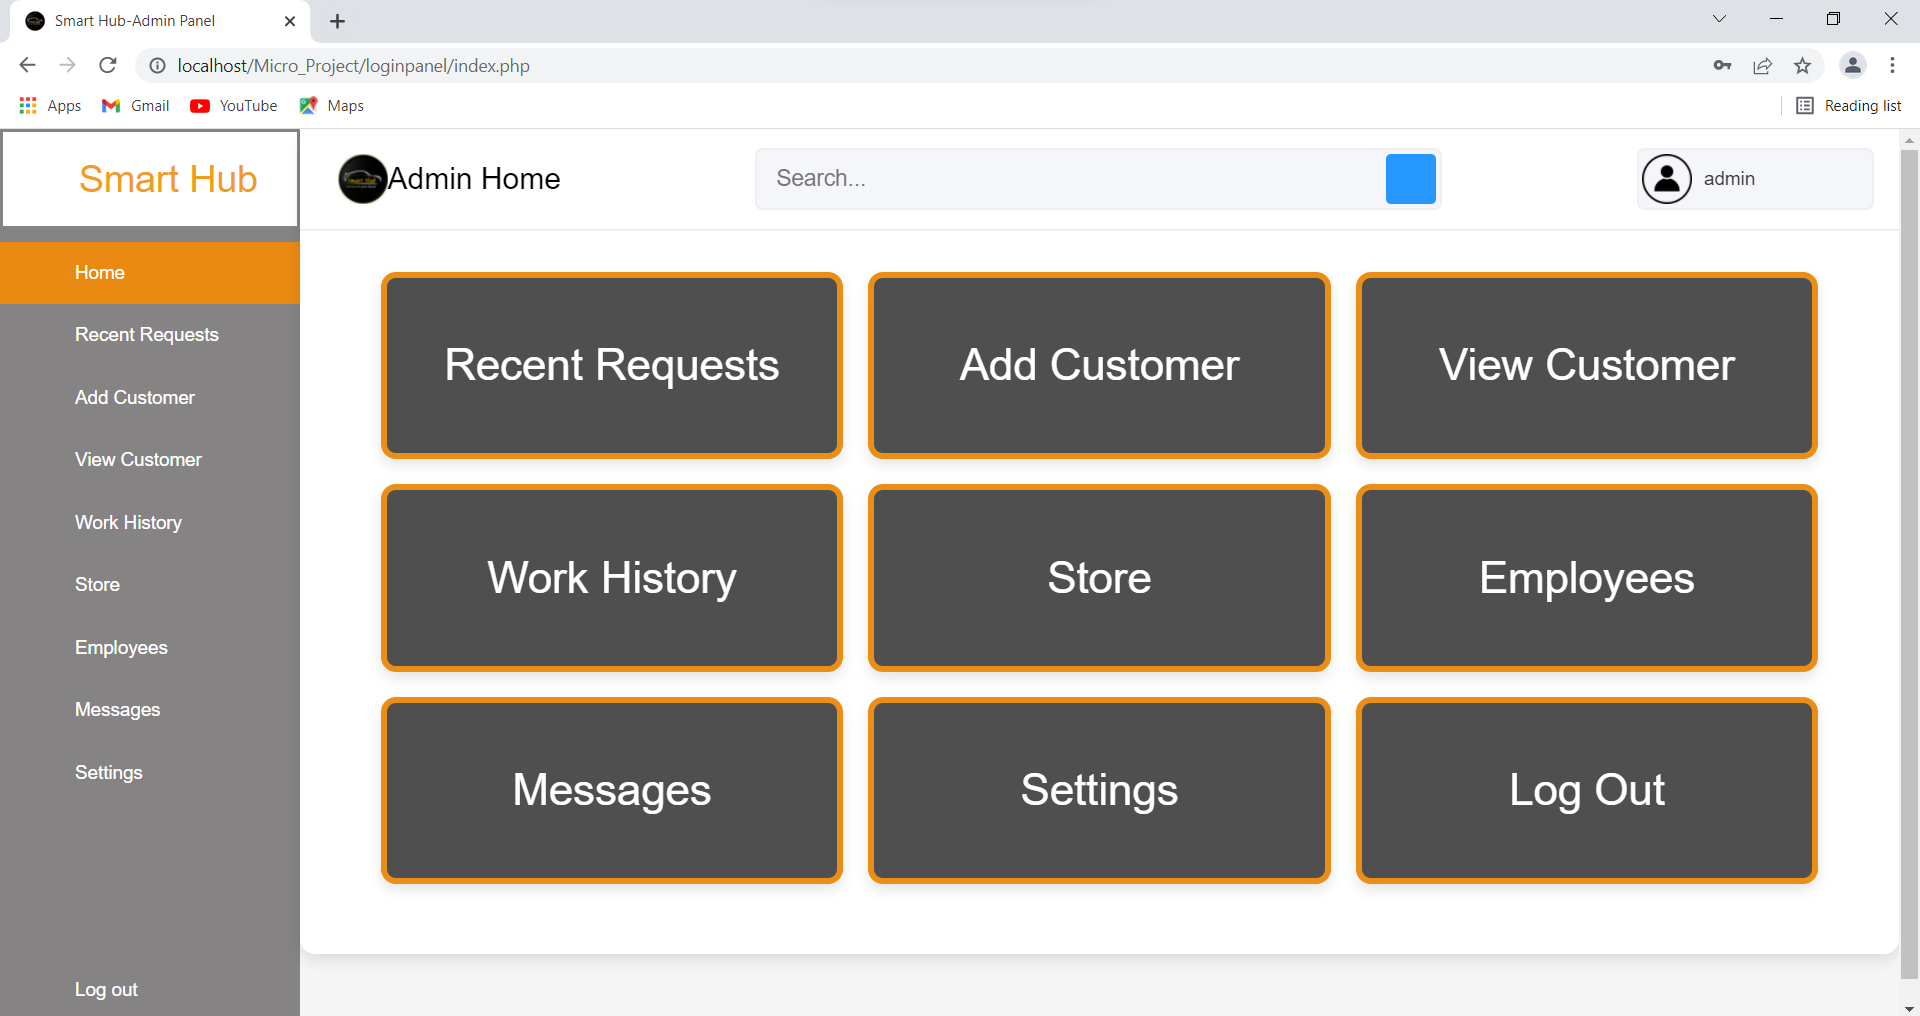 Smart Hub-Admin Panel
localhost/Micro_Project/loginpanel/index.php
Apps Gmail YouTube Maps Reading list
Smart Hub
Admin Home
Search...
admin
Home
Recent Requests
Add Customer
View Customer
Work History
Store
Employees
Messages
Settings
Log out
Recent Requests Add Customer View Customer
Work History Store Employees
Messages Settings Log Out